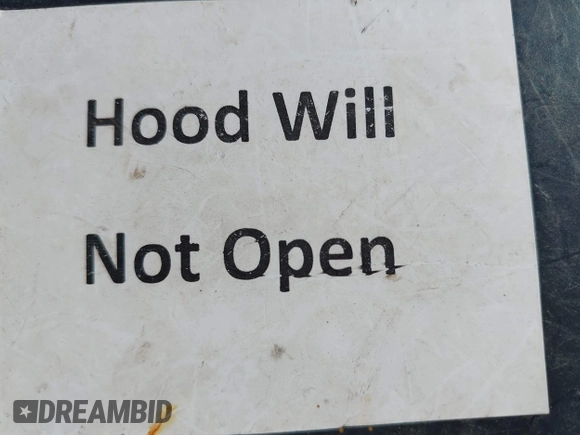 Hood Will
Not Open
DREAMBID